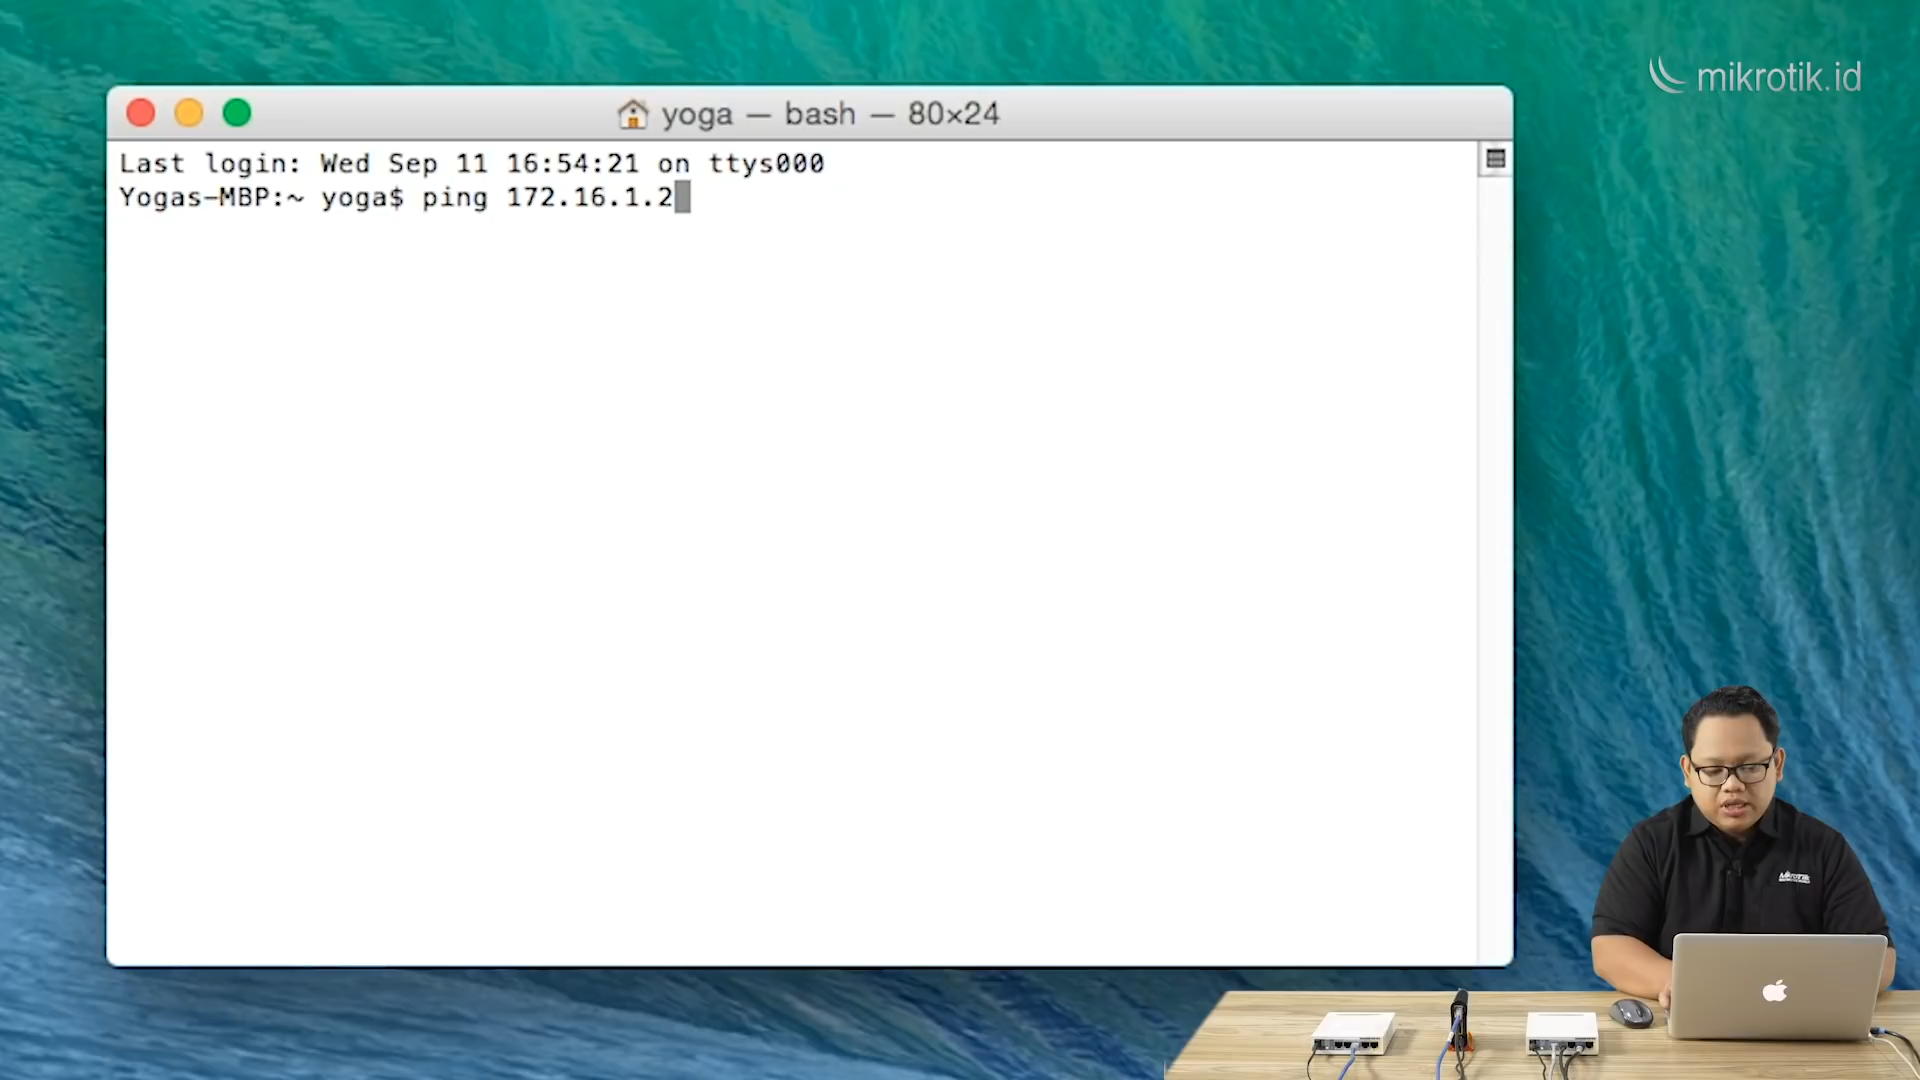 mikrotik.id
yoga — bash — 80×24
Last login: Wed Sep 11 16:54:21 on ttys000
Yogas-MBP:~ yoga$ ping 172.16.1.2